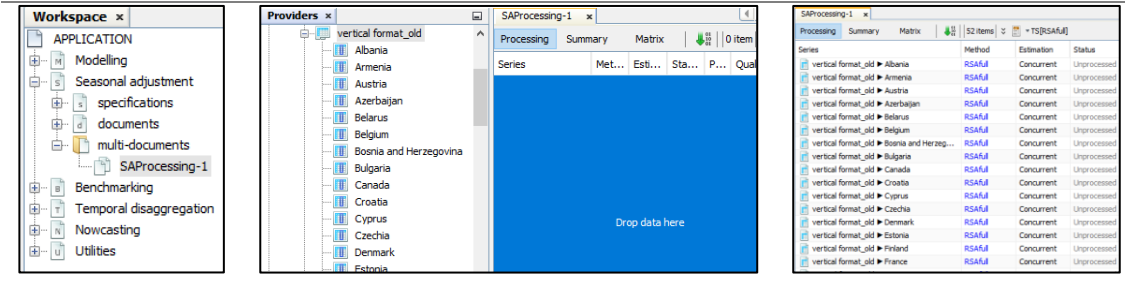 Workspace ×
APPLICATION
Modelling
Seasonal adjustment
specifications
documents
multi-documents
SAProcessing-1
Benchmarking
Temporal disaggregation
Nowcasting
Utilities
Providers ×
vertical format_old
Albania
Armenia
Austria
Azerbaijan
Belarus
Belgium
Bosnia and Herzegovina
Bulgaria
Canada
Croatia
Cyprus
Czechia
Denmark
Estonia
SAProcessing-1 ×
Processing Summary Matrix 0 item
Series Met... Esti... Sta... P... Qual
Drop data here
SAProcessing-1 ×
Processing Summary Matrix 52 items TS[RSAfull]
Series Method Estimation Status
vertical format_old ▶ Albania RSAfull Concurrent Unprocessed
vertical format_old ▶ Armenia RSAfull Concurrent Unprocessed
vertical format_old ▶ Austria RSAfull Concurrent Unprocessed
vertical format_old ▶ Azerbaijan RSAfull Concurrent Unprocessed
vertical format_old ▶ Belarus RSAfull Concurrent Unprocessed
vertical format_old ▶ Belgium RSAfull Concurrent Unprocessed
vertical format_old ▶ Bosnia and Herzeg... RSAfull Concurrent Unprocessed
vertical format_old ▶ Bulgaria RSAfull Concurrent Unprocessed
vertical format_old ▶ Canada RSAfull Concurrent Unprocessed
vertical format_old ▶ Croatia RSAfull Concurrent Unprocessed
vertical format_old ▶ Cyprus RSAfull Concurrent Unprocessed
vertical format_old ▶ Czechia RSAfull Concurrent Unprocessed
vertical format_old ▶ Denmark RSAfull Concurrent Unprocessed
vertical format_old ▶ Estonia RSAfull Concurrent Unprocessed
vertical format_old ▶ Finland RSAfull Concurrent Unprocessed
vertical format_old ▶ France RSAfull Concurrent Unprocessed